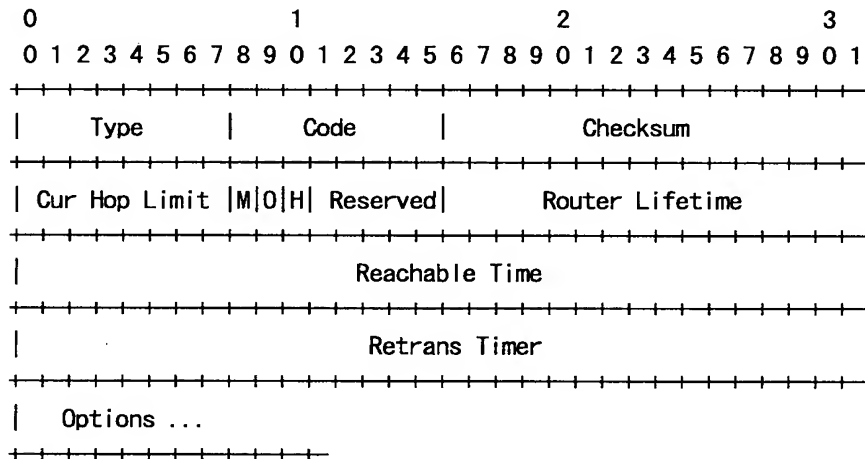 0 1 2 3
0 1 2 3 4 5 6 7 8 9 0 1 2 3 4 5 6 7 8 9 0 1 2 3 4 5 6 7 8 9 0 1
| Type | Code | Checksum
| Cur Hop Limit |M|O|H| Reserved| Router Lifetime
| Reachable Time
| Retrans Timer
| Options ...